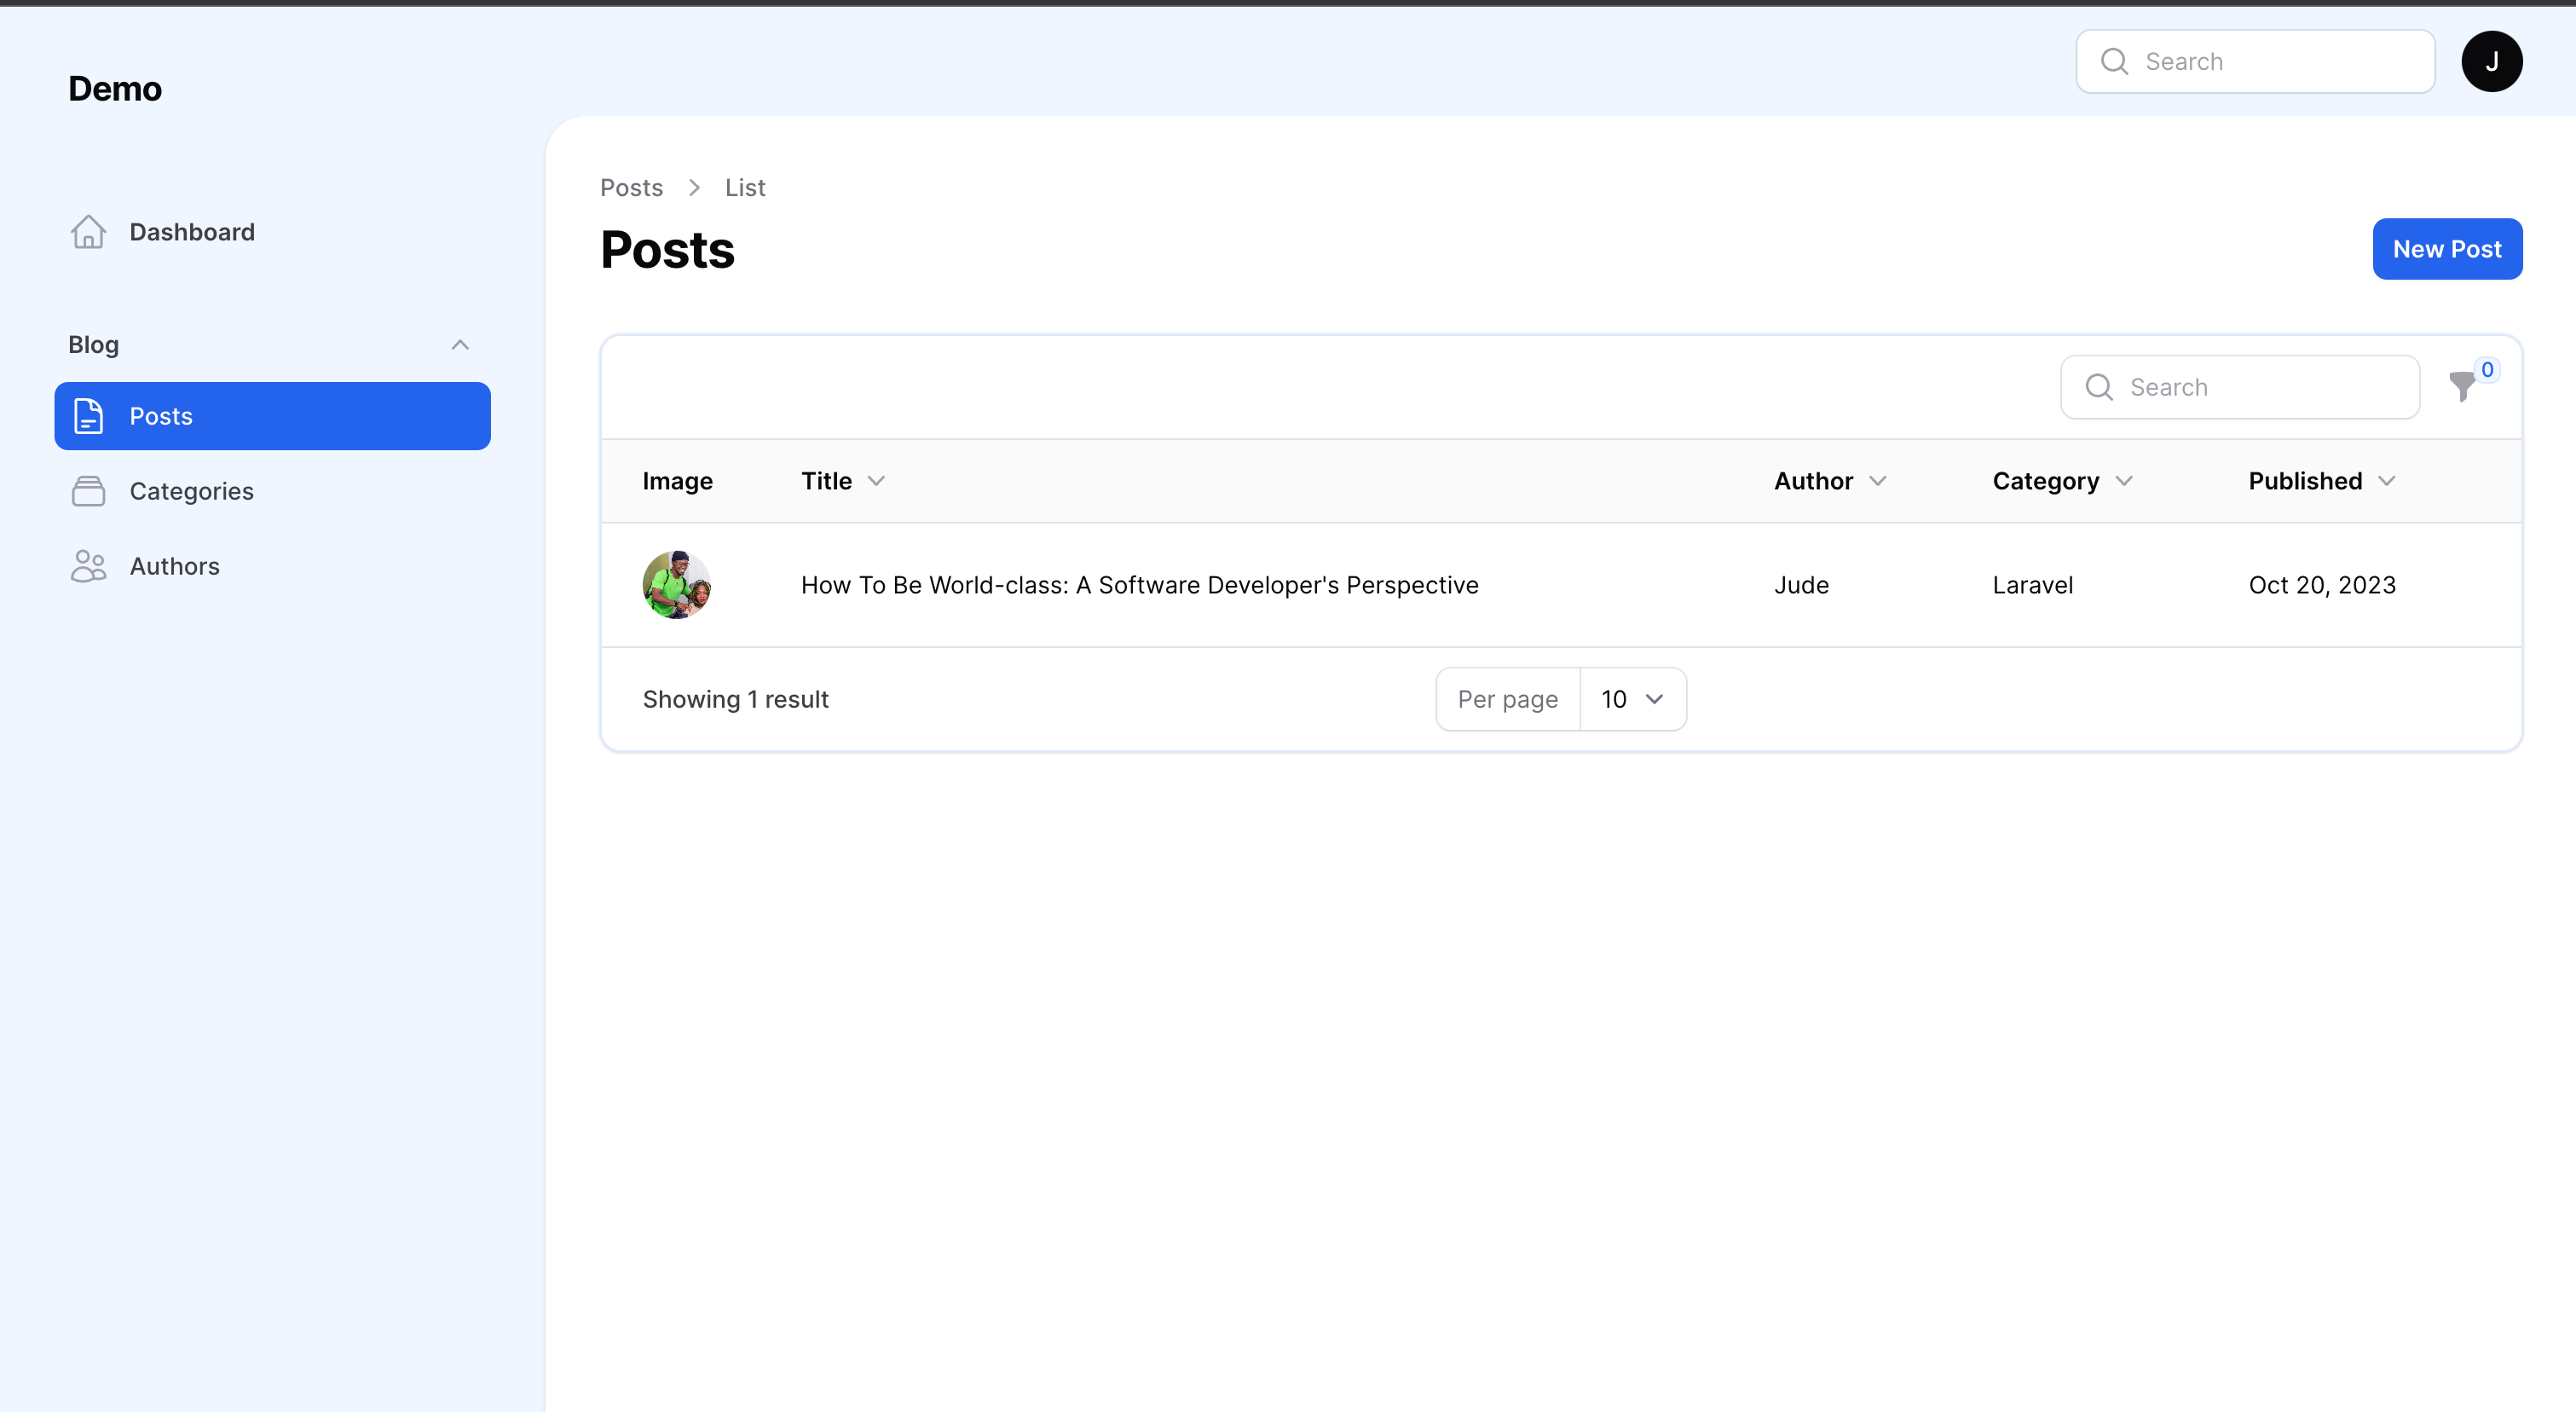 Demo
Search
J
Dashboard
Blog
Posts
Categories
Authors
Posts > List
Posts
New Post
Search
0
Image Title Author Category Published
How To Be World-class: A Software Developer's Perspective Jude Laravel Oct 20, 2023
Showing 1 result Per page 10